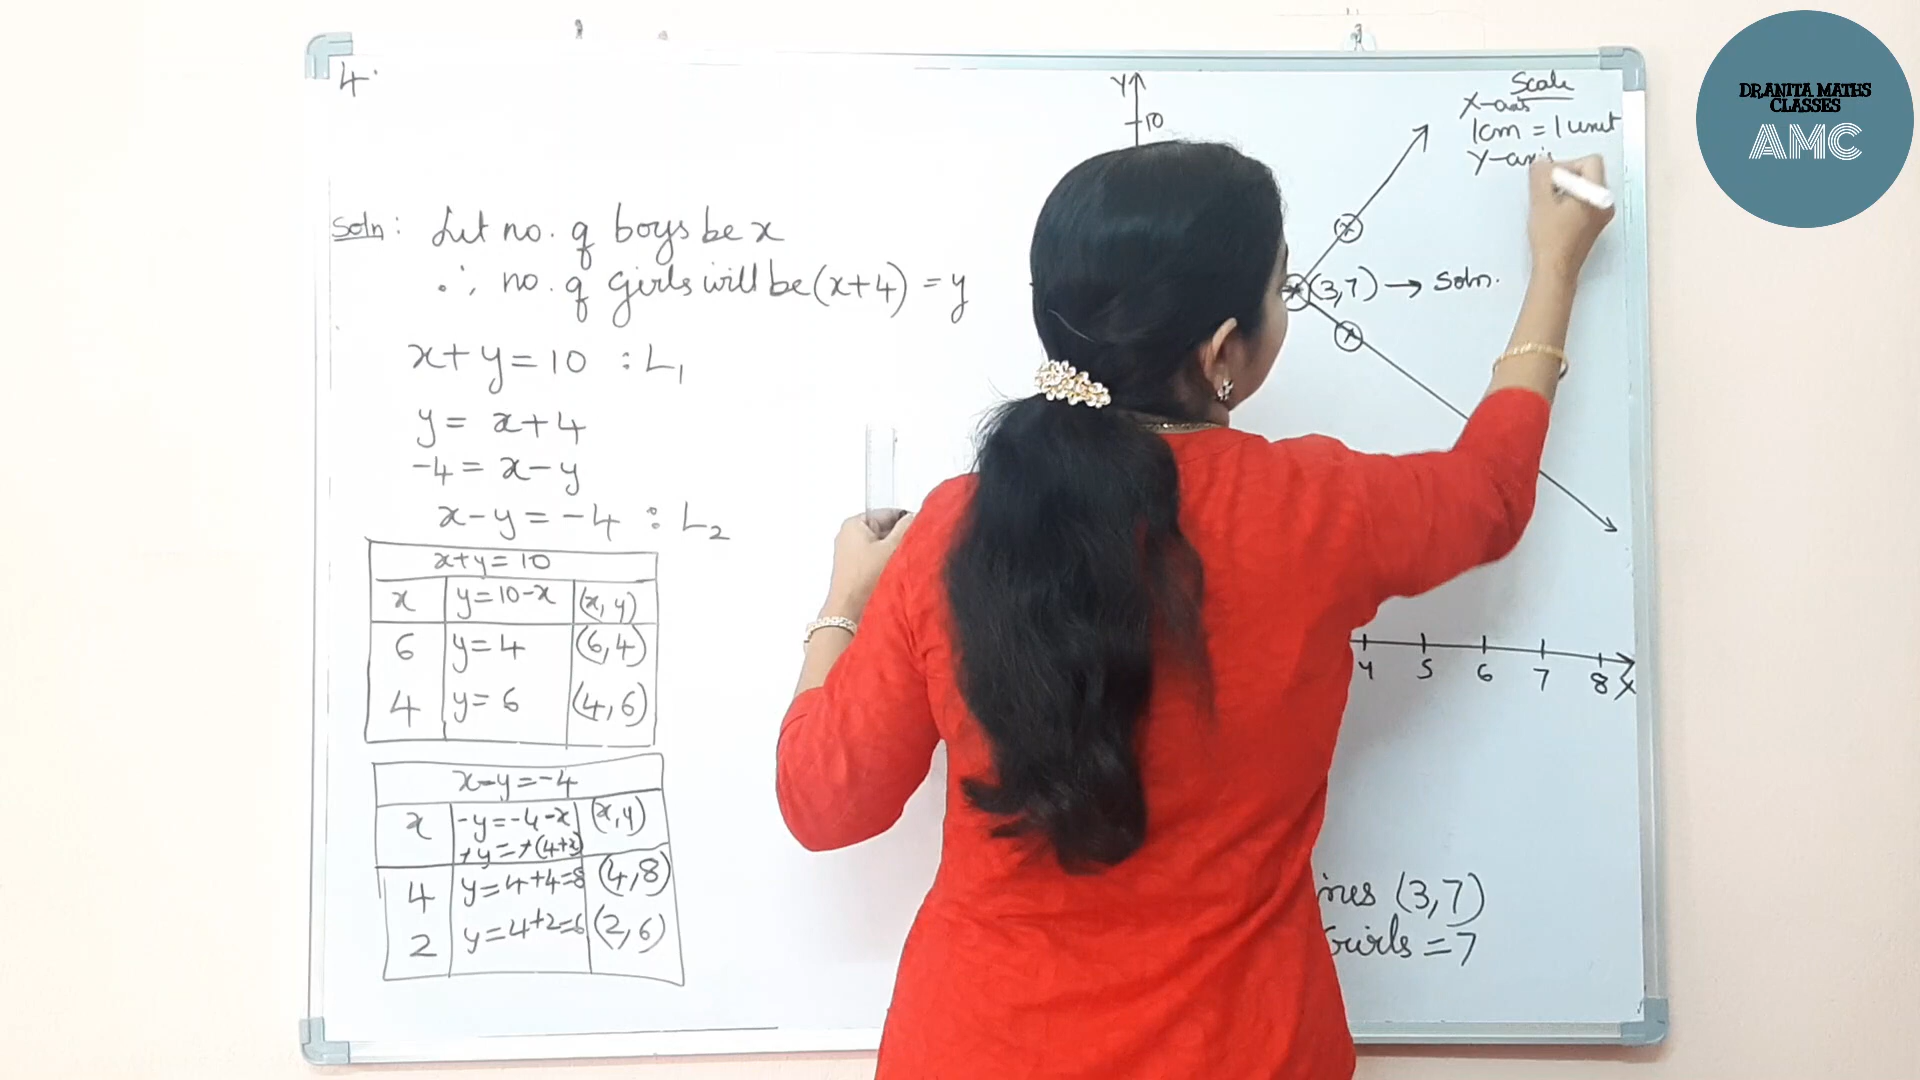 4.
Soln: Let no. of boys be x
∴ no. of girls will be (x+4) = y
x+y = 10 : L1
y = x+4
-4 = x-y
x-y = -4 : L2
x+y = 10
x y=10-x (x,y)
6 y=4 (6,4)
4 y=6 (4,6)
x-y=-4
x -y=-4-x (x,y)
+y=+(4+x)
4 y=4+4=8 (4,8)
2 y=4+2=6 (2,6)
Y
10
Scale
X-axis
1cm = 1 unit
Y-axis
(3,7) → Soln.
4 5 6 7 8 X
(3,7)
Girls = 7
DR.ANITA MATHS
CLASSES
AMC